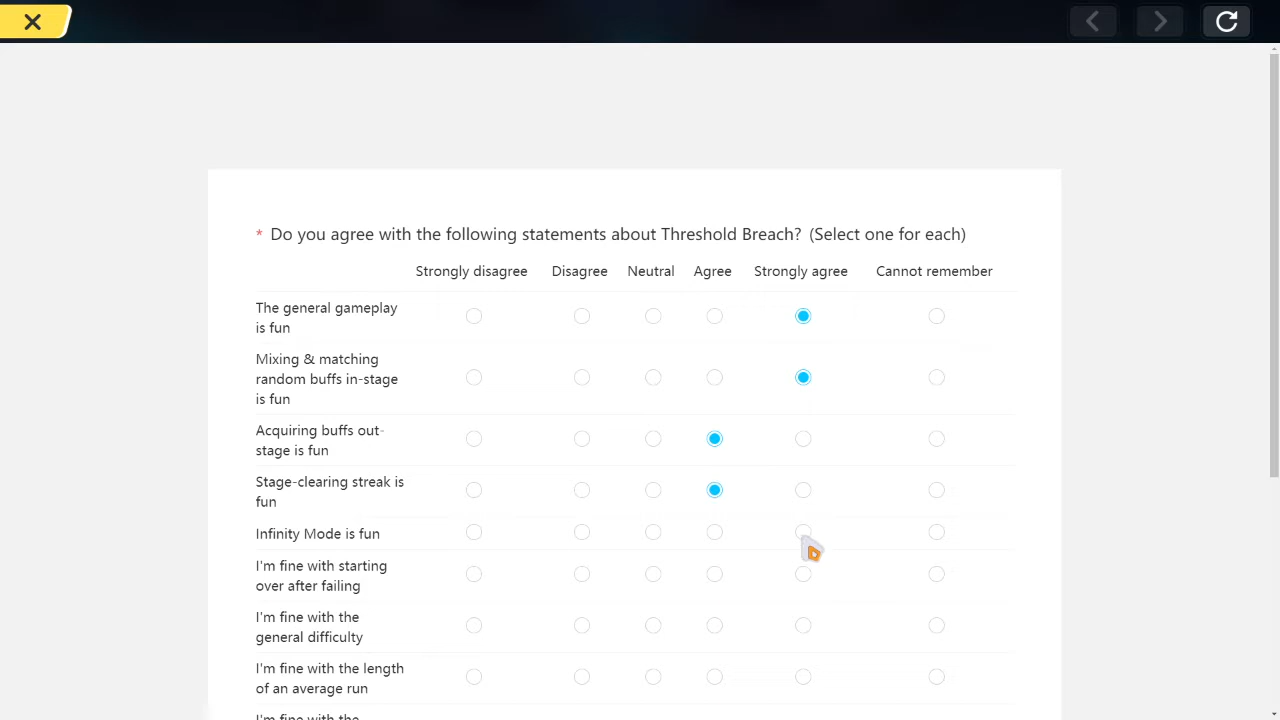 * Do you agree with the following statements about Threshold Breach? (Select one for each)
Strongly disagree Disagree Neutral Agree Strongly agree Cannot remember
The general gameplay
is fun
Mixing & matching
random buffs in-stage
is fun
Acquiring buffs out-
stage is fun
Stage-clearing streak is
fun
Infinity Mode is fun
I'm fine with starting
over after failing
I'm fine with the
general difficulty
I'm fine with the length
of an average run
I'm fine with the